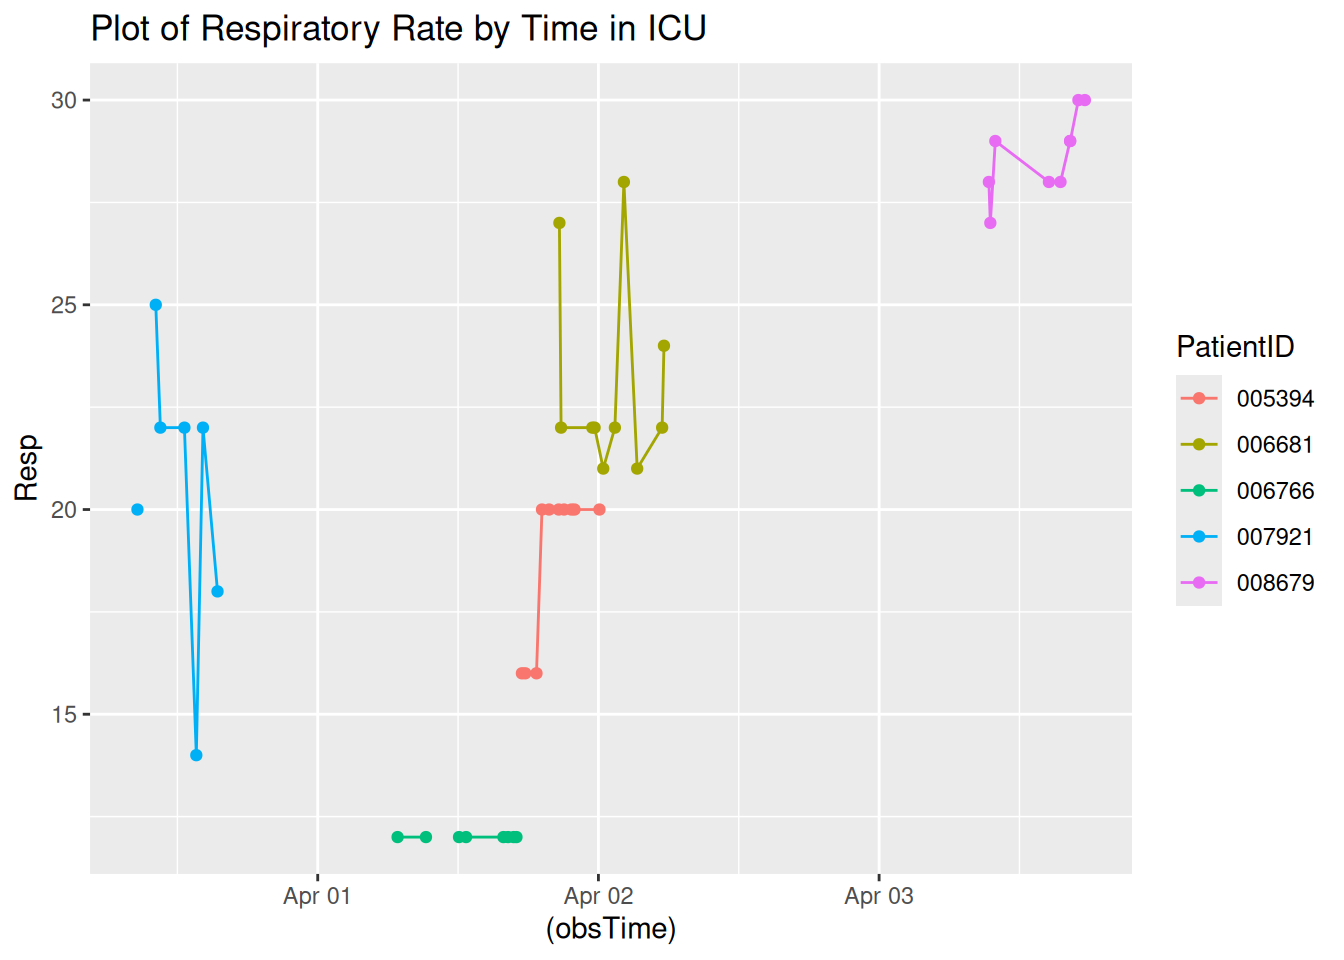 Plot of Respiratory Rate by Time in ICU
30
25
20
15
Resp
Apr 01
Apr 02
Apr 03
(obsTime)
PatientID
005394
006681
006766
007921
008679